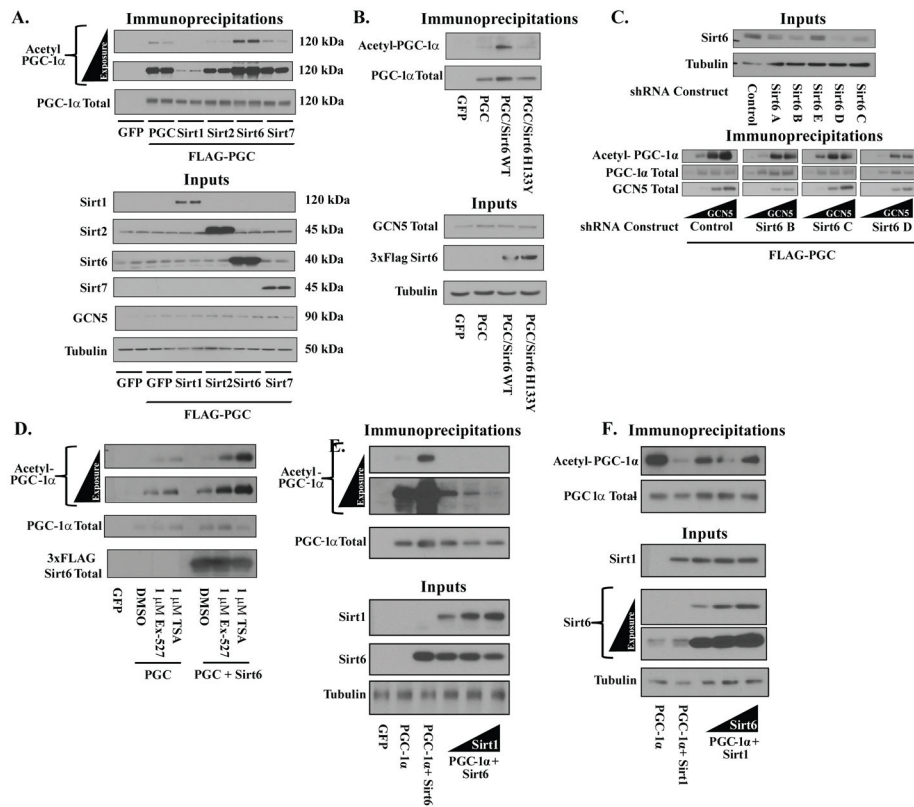 A.
Immunoprecipitations
Acetyl
PGC-1α
Exposure
120 kDa
120 kDa
PGC-1α Total
120 kDa
GFP PGC Sirt1 Sirt2 Sirt6 Sirt7
FLAG-PGC
Inputs
Sirt1
120 kDa
Sirt2
45 kDa
Sirt6
40 kDa
Sirt7
45 kDa
GCN5
90 kDa
Tubulin
50 kDa
GFP GFP Sirt1 Sirt2 Sirt6 Sirt7
FLAG-PGC
B.
Immunoprecipitations
Acetyl-PGC-1α
PGC-1α Total
GFP
PGC
PGC/Sirt6 WT
PGC/Sirt6 H133Y
Inputs
GCN5 Total
3xFlag Sirt6
Tubulin
GFP
PGC
PGC/Sirt6 WT
PGC/Sirt6 H133Y
C.
Inputs
Sirt6
Tubulin
shRNA Construct
Control
Sirt6 A
Sirt6 B
Sirt6 E
Sirt6 D
Sirt6 C
Immunoprecipitations
Acetyl- PGC-1α
PGC-1α Total
GCN5 Total
GCN5 GCN5 GCN5 GCN5
shRNA Construct Control Sirt6 B Sirt6 C Sirt6 D
FLAG-PGC
D.
Acetyl-
PGC-1α
Exposure
PGC-1α Total
3xFLAG
Sirt6 Total
GFP
DMSO
1 μM Ex-527
1 μM TSA
DMSO
1 μM Ex-527
1 μM TSA
PGC PGC + Sirt6
E.
Immunoprecipitations
Acetyl-
PGC-1α
Exposure
PGC-1α Total
Inputs
Sirt1
Sirt6
Tubulin
GFP
PGC-1α
PGC-1α+ Sirt6
Sirt1
PGC-1α+
Sirt6
F.
Immunoprecipitations
Acetyl- PGC-1α
PGC 1α Total
Inputs
Sirt1
Sirt6
Exposure
Tubulin
PGC-1α
PGC-1α+ Sirt1
Sirt6
PGC-1α+
Sirt1